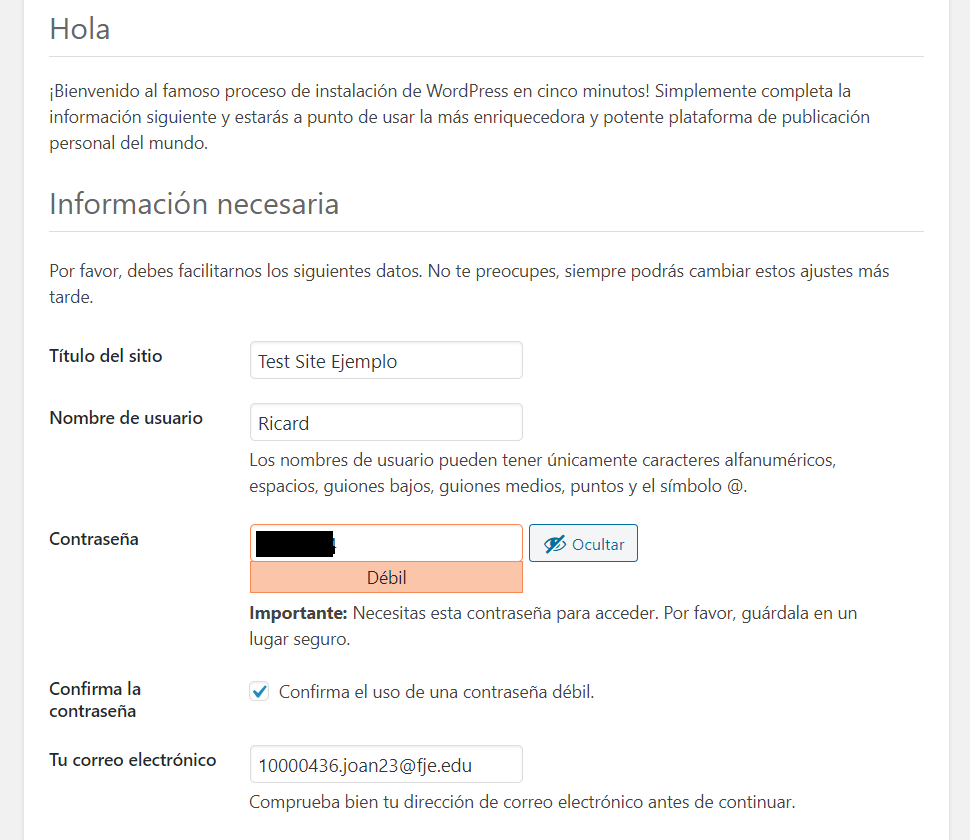 Hola
¡Bienvenido al famoso proceso de instalación de WordPress en cinco minutos! Simplemente completa la
información siguiente y estarás a punto de usar la más enriquecedora y potente plataforma de publicación
personal del mundo.
Información necesaria
Por favor, debes facilitarnos los siguientes datos. No te preocupes, siempre podrás cambiar estos ajustes más
tarde.
Título del sitio
Test Site Ejemplo
Nombre de usuario
Ricard
Los nombres de usuario pueden tener únicamente caracteres alfanuméricos,
espacios, guiones bajos, guiones medios, puntos y el símbolo @.
Contraseña
Ocultar
Débil
Importante: Necesitas esta contraseña para acceder. Por favor, guárdala en un
lugar seguro.
Confirma la
contraseña
Confirma el uso de una contraseña débil.
Tu correo electrónico
10000436.joan23@fje.edu
Comprueba bien tu dirección de correo electrónico antes de continuar.